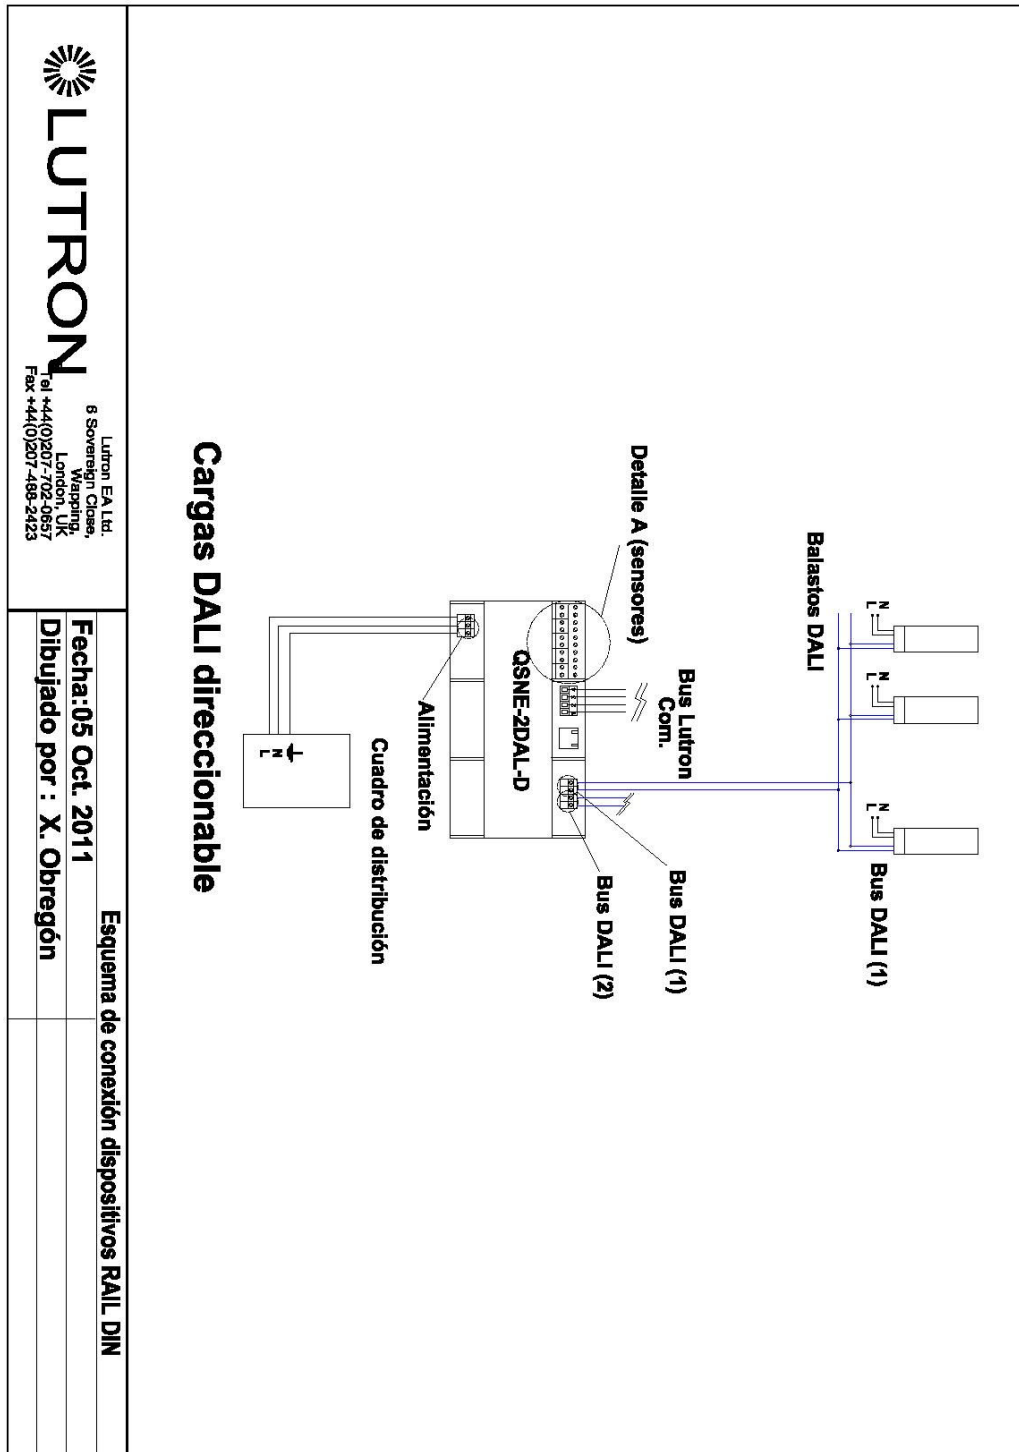 Balastos DALI
N
L
N
L
N
L
Bus DALI (1)
Detalle A (sensores)
Bus Lutron
Com.
Bus DALI (1)
Bus DALI (2)
QSNE-2DAL-D
Alimentación
Cuadro de distribución
N
L
Cargas DALI direccionable
LUTRON
Lutron EA Ltd.
6 Sovereign Close,
Wapping,
London, UK
Tel +44(0)207-702-0657
Fax +44(0)207-488-2423
Esquema de conexión dispositivos RAIL DIN
Fecha:05 Oct. 2011
Dibujado por : X. Obregón